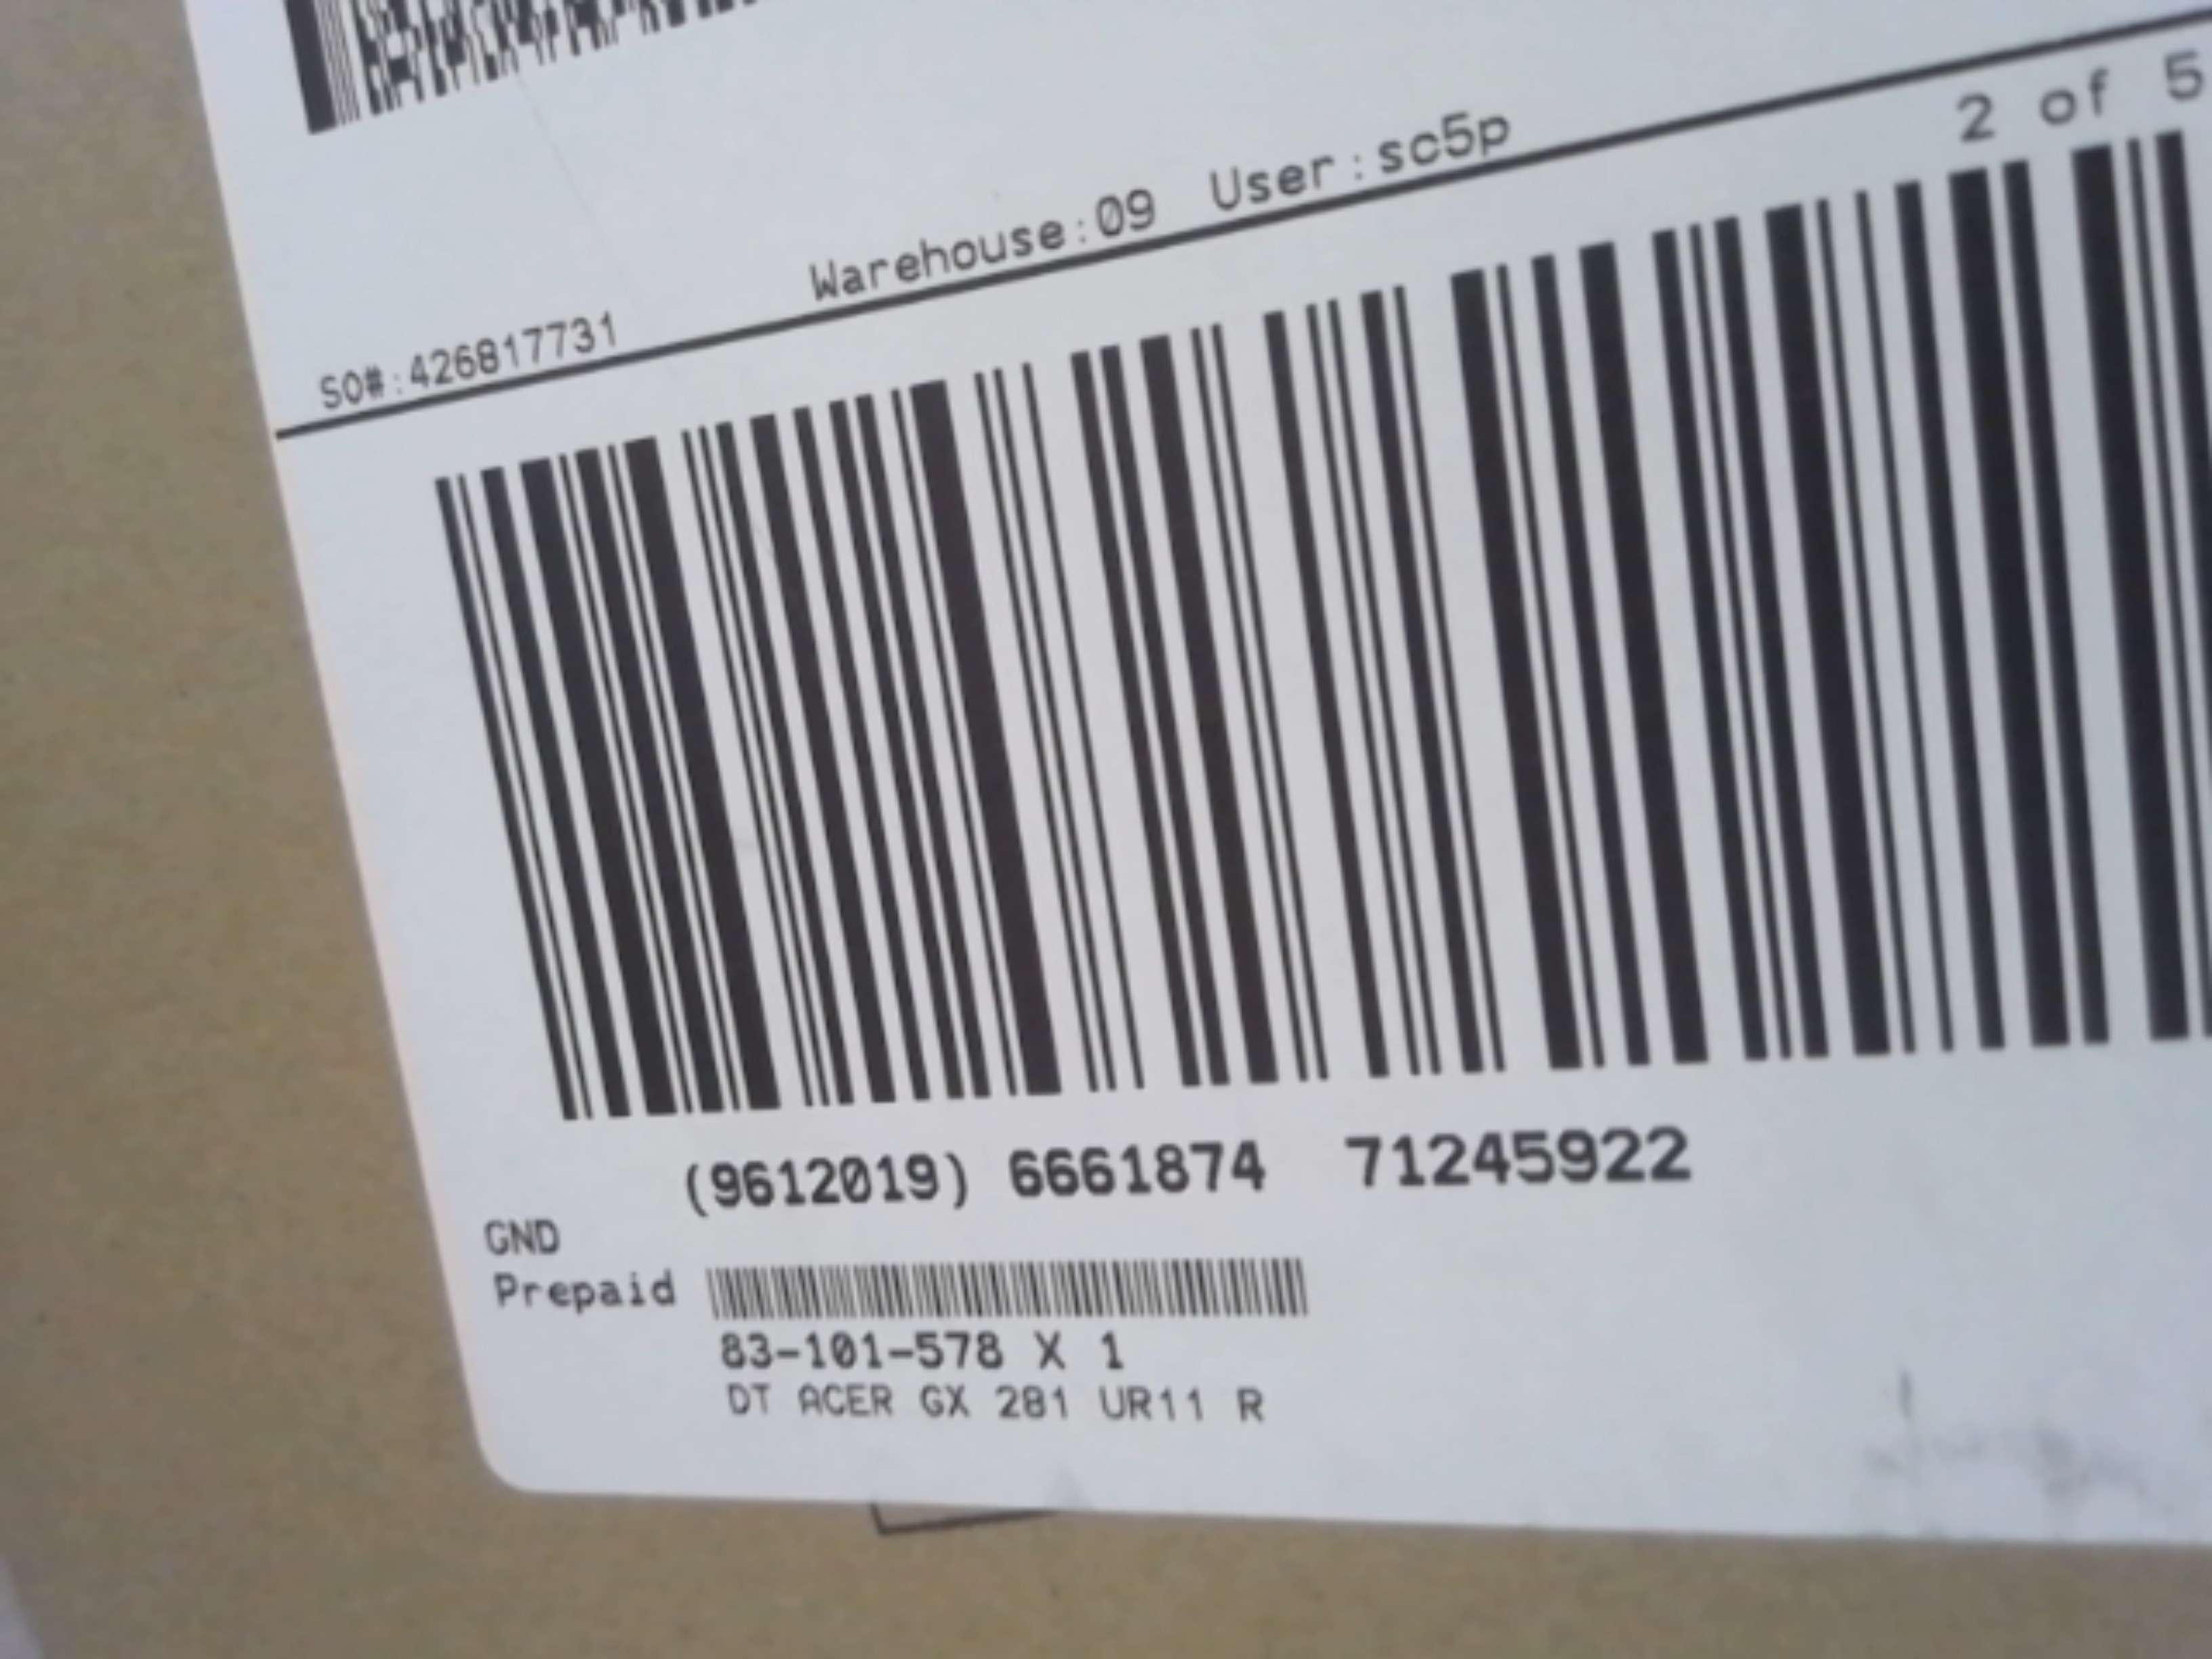 2 of 5
SO#:426817731 Warehouse:09 User:sc5p
(9612019) 6661874 71245922
GND
Prepaid
83-101-578 X 1
DT ACER GX 281 UR11 R